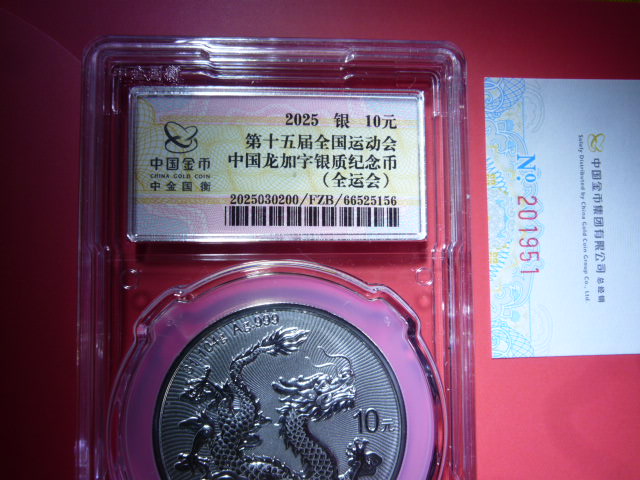 2025 银 10元
第十五届全国运动会
中国龙加字银质纪念币
(全运会)
中国金币
CHINA GOLD COIN
中金国衡
2025030200/FZB/66525156
Ag.999
10元
No. 201951
中国金币集团有限公司 总经销
Solely Distributed by China Gold Coin Group Co., Ltd.